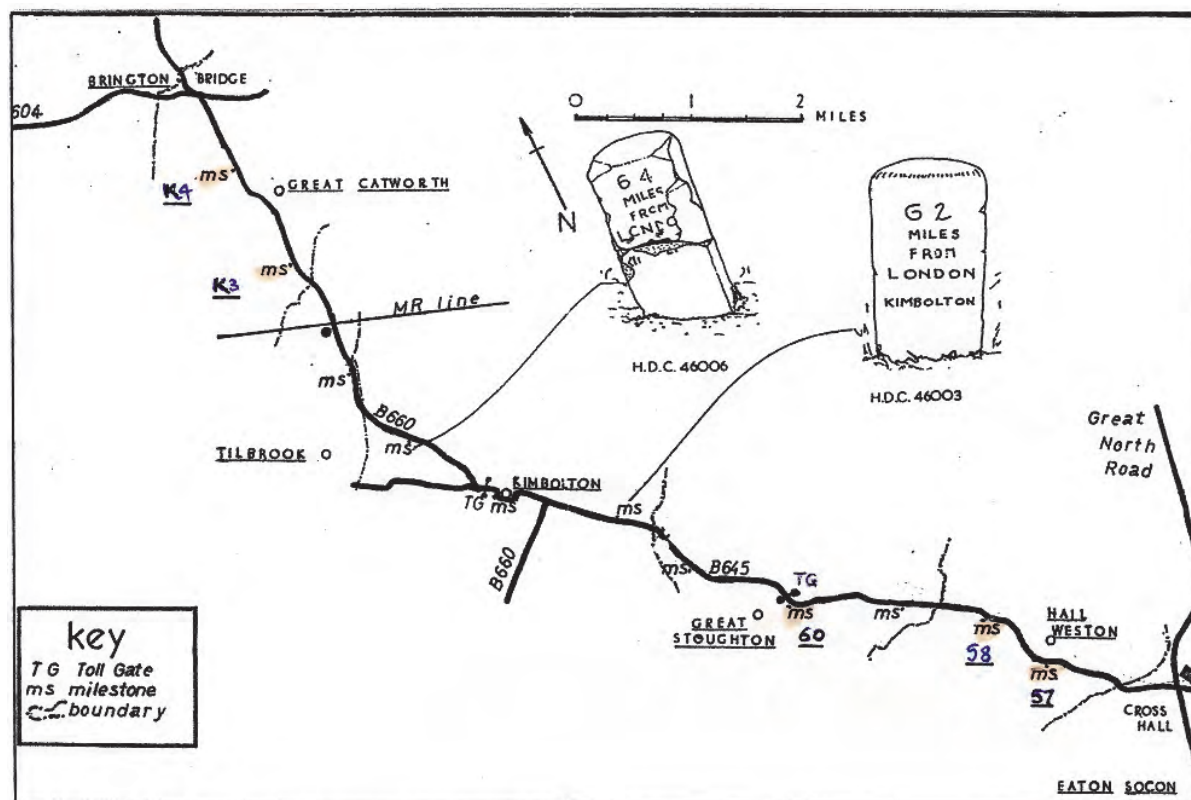 BRINGTON BRIDGE
604
0 1 2 MILES
ms
K4
GREAT CATWORTH
N
64
MILES
FROM
LONDO
G2
MILES
FROM
LONDON
KIMBOLTON
ms
K3
MR line
H.D.C. 46006
H.D.C. 46003
ms
B660
ms
TILBROOK
Great
North
Road
TG ms
KIMBOLTON
ms
B660
ms
B645
TG
GREAT
STOUGHTON
ms
60
ms
ms
58
HALL
WESTON
ms
57
CROSS
HALL
EATON SOCON
key
TG Toll Gate
ms milestone
boundary